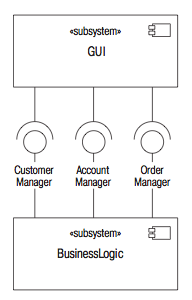 «subsystem»
GUI
Customer Manager
Account Manager
Order Manager
«subsystem»
BusinessLogic